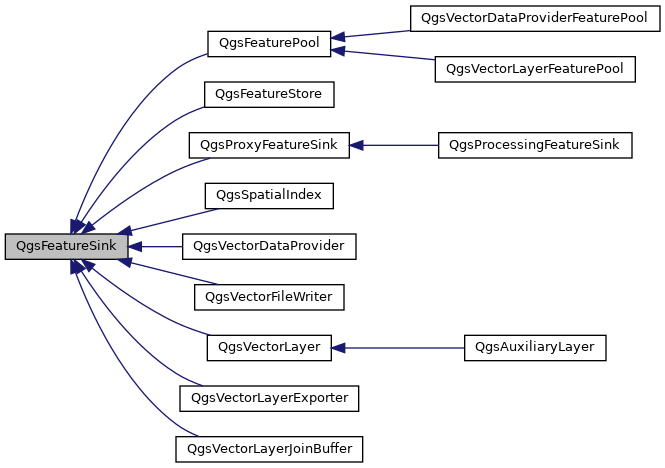 QgsVectorDataProviderFeaturePool
QgsFeaturePool
QgsVectorLayerFeaturePool
QgsFeatureStore
QgsProxyFeatureSink
QgsProcessingFeatureSink
QgsSpatialIndex
QgsFeatureSink
QgsVectorDataProvider
QgsVectorFileWriter
QgsVectorLayer
QgsAuxiliaryLayer
QgsVectorLayerExporter
QgsVectorLayerJoinBuffer